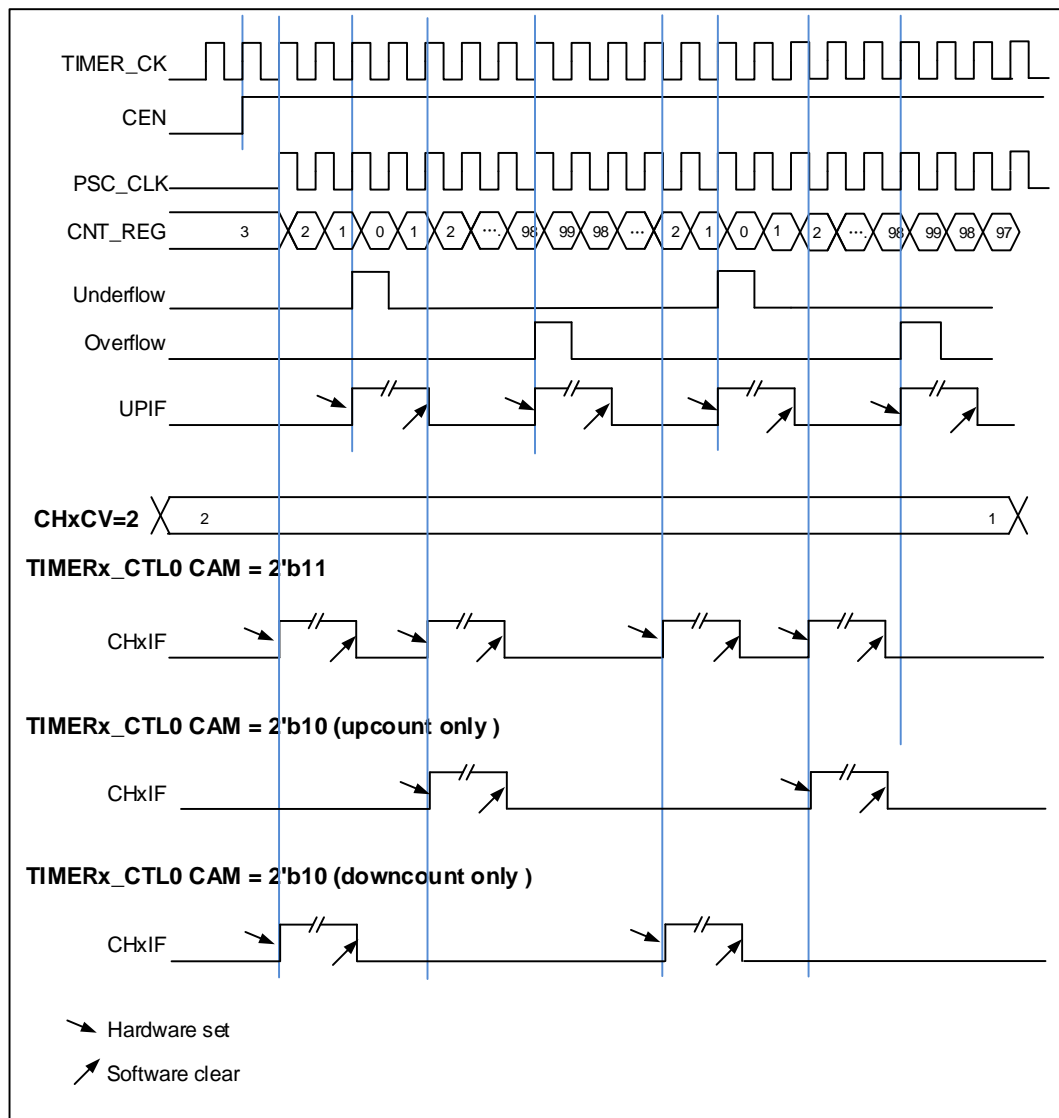 TIMER_CK
CEN
PSC_CLK
CNT_REG 3 2 1 0 1 2 .... 98 99 98 ... 2 1 0 1 2 .... 98 99 98 97
Underflow
Overflow
UPIF
CHxCV=2 2 1
TIMERx_CTL0 CAM = 2'b11
CHxIF
TIMERx_CTL0 CAM = 2'b10 (upcount only )
CHxIF
TIMERx_CTL0 CAM = 2'b10 (downcount only )
CHxIF
Hardware set
Software clear